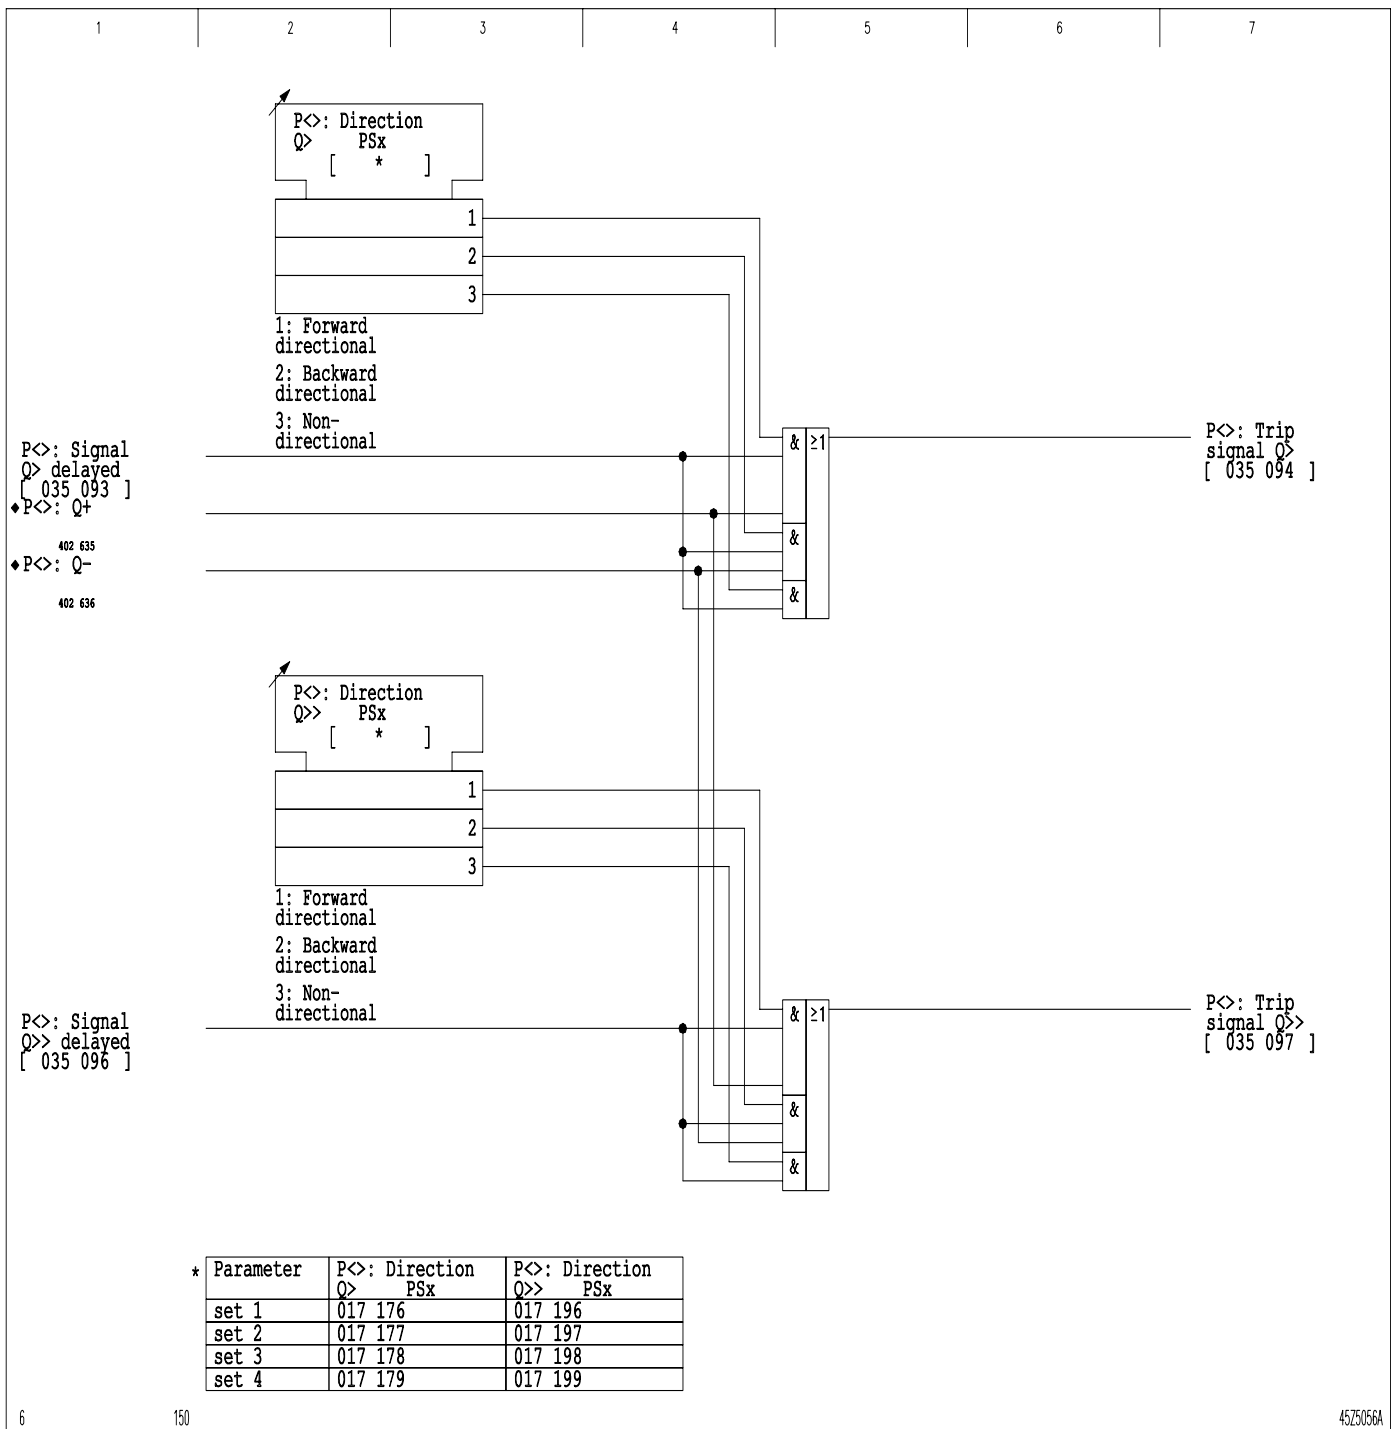 1 2 3 4 5 6 7
P<>: Direction
Q> PSx
[ * ]
1
2
3
1: Forward
directional
2: Backward
directional
3: Non-
directional
P<>: Signal
Q> delayed
[ 035 093 ]
◆P<>: Q+
402 635
◆P<>: Q-
402 636
& ≥1
&
&
P<>: Trip
signal Q>
[ 035 094 ]
P<>: Direction
Q>> PSx
[ * ]
1
2
3
1: Forward
directional
2: Backward
directional
3: Non-
directional
P<>: Signal
Q>> delayed
[ 035 096 ]
& ≥1
&
&
P<>: Trip
signal Q>>
[ 035 097 ]
* Parameter P<>: Direction P<>: Direction
Q> PSx Q>> PSx
set 1 017 176 017 196
set 2 017 177 017 197
set 3 017 178 017 198
set 4 017 179 017 199
6 150 45Z5056A